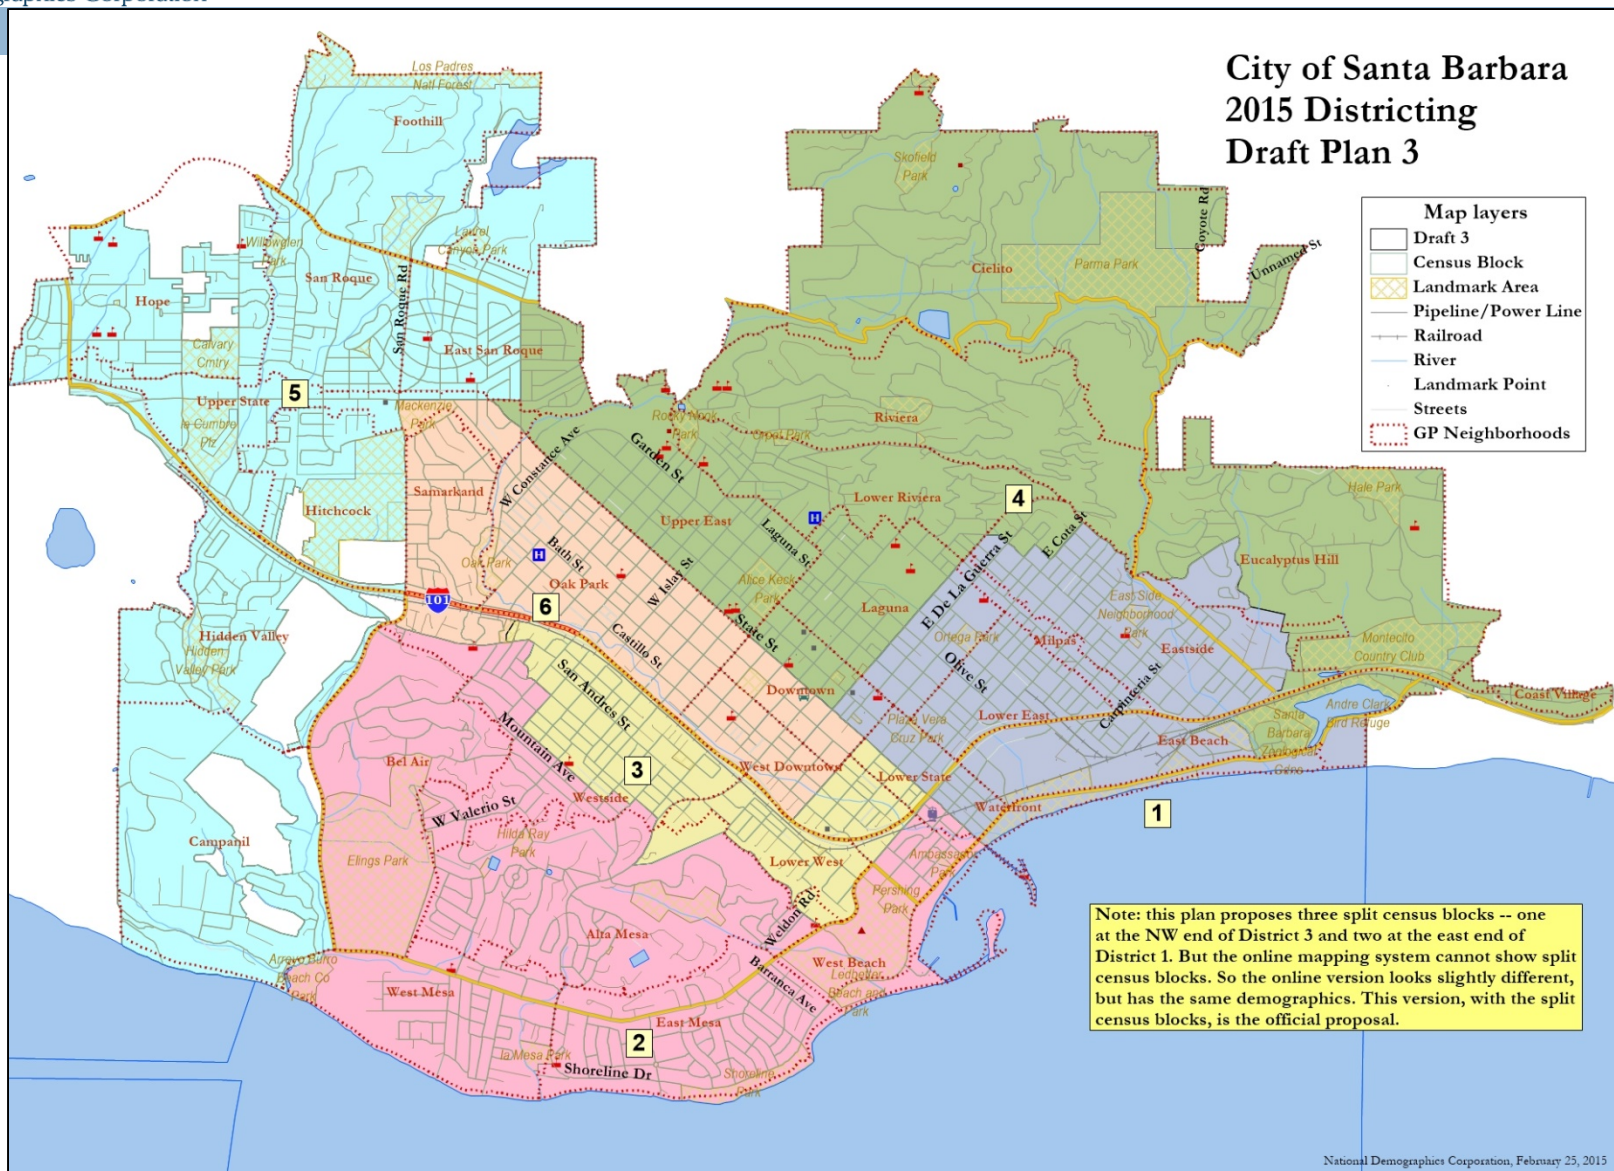 City of Santa Barbara
2015 Districting
Draft Plan 3
Map layers
Draft 3
Census Block
Landmark Area
Pipeline/Power Line
Railroad
River
Landmark Point
Streets
GP Neighborhoods
Los Padres
Natl Forest
Foothill
Skofield
Park
Coyote Rd
Unnamed St
Willowglen
Park
Laurel
Canyon Park
San Roque
San Roque Rd
Cielito
Parma Park
Hope
Calvary
Cmtry
East San Roque
Upper State
5
Mackenzie
Park
la Cumbre
Plz
Rocky Nook
Park
Orpet Park
Riviera
W Constance Ave
Garden St
Samarkand
Hitchcock
Lower Riviera
4
Hale Park
Upper East
Laguna St
H
E Cota St
E De La Guerra St
Eucalyptus Hill
Bath St
H
Oak Park
Oak Park
W Islay St
Alice Keck
Park
Laguna
East Side
Neighborhood
Park
101
6
State St
Castillo St
Ortega Park
Milpas
Eastside
Montecito
Country Club
Hidden Valley
Hidden
Valley Park
San Andres St
Olive St
Carpinteria St
Downtown
Coast Village
Mountain Ave
Plaza Vera
Cruz Park
Lower East
Santa
Barbara
Zoological
Gdns
Andre Clark
Bird Refuge
East Beach
Bel Air
3
West Downtown
Lower State
Westside
W Valerio St
Waterfront
1
Campanil
Hilda Ray
Park
Elings Park
Lower West
Ambassador
Park
Pershing
Park
Weldon Rd
Alta Mesa
West Beach
Ledbetter
Beach and
Park
Barranca Ave
Arroyo Burro
Beach Co
Park
West Mesa
East Mesa
2
la Mesa Park
Shoreline Dr
Shoreline
Park
Note: this plan proposes three split census blocks -- one
at the NW end of District 3 and two at the east end of
District 1. But the online mapping system cannot show split
census blocks. So the online version looks slightly different,
but has the same demographics. This version, with the split
census blocks, is the official proposal.
National Demographics Corporation, February 25, 2015